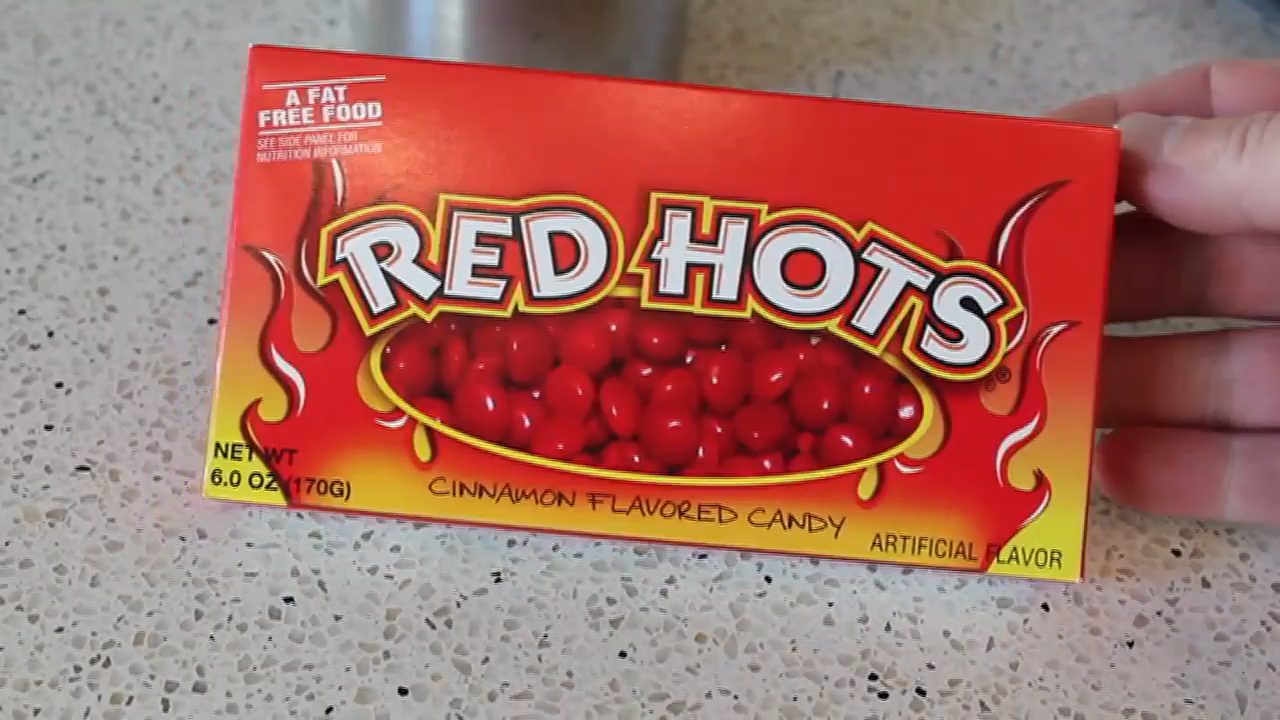 A FAT
FREE FOOD
SEE SIDE PANEL FOR
NUTRITION INFORMATION
RED HOTS
®
NET WT
6.0 OZ (170G)
CINNAMON FLAVORED CANDY
ARTIFICIAL FLAVOR